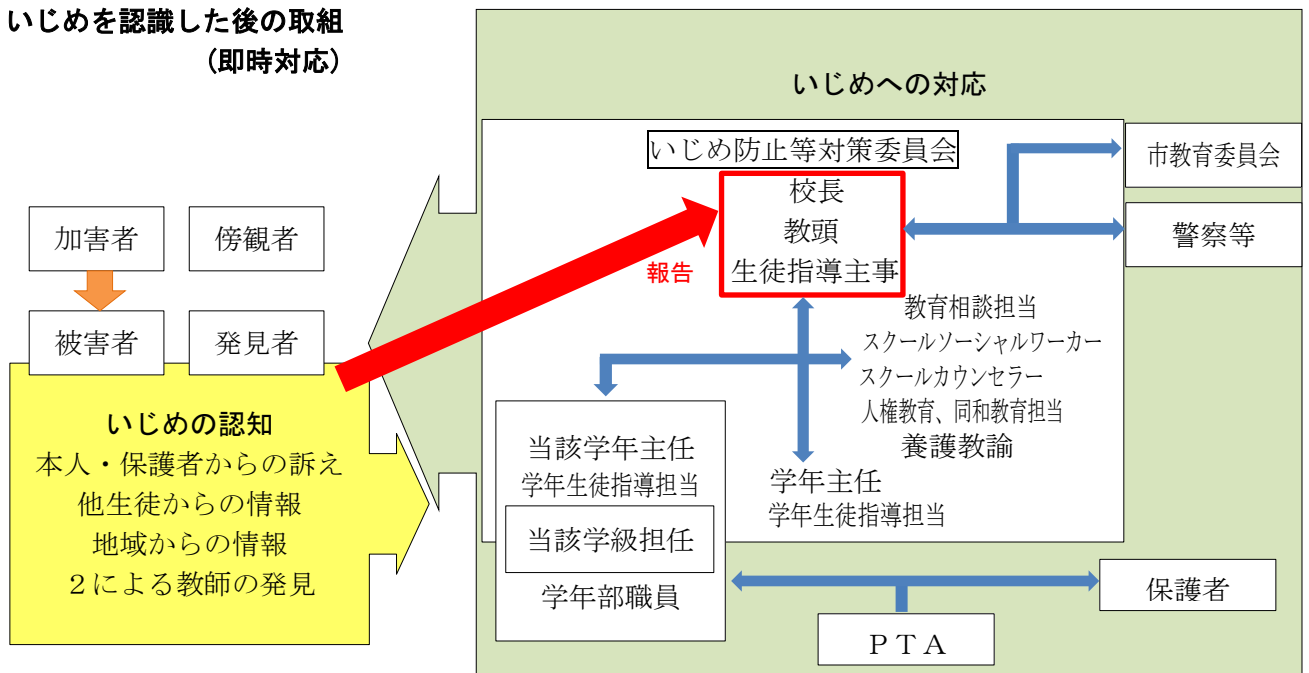 いじめを認識した後の取組
(即時対応)
加害者
傍観者
被害者
発見者
いじめの認知
本人・保護者からの訴え
他生徒からの情報
地域からの情報
２による教師の発見
報告
いじめへの対応
いじめ防止等対策委員会
校長
教頭
生徒指導主事
市教育委員会
警察等
教育相談担当
スクールソーシャルワーカー
スクールカウンセラー
人権教育、同和教育担当
養護教諭
当該学年主任
学年生徒指導担当
当該学級担任
学年部職員
学年主任
学年生徒指導担当
保護者
ＰＴＡ